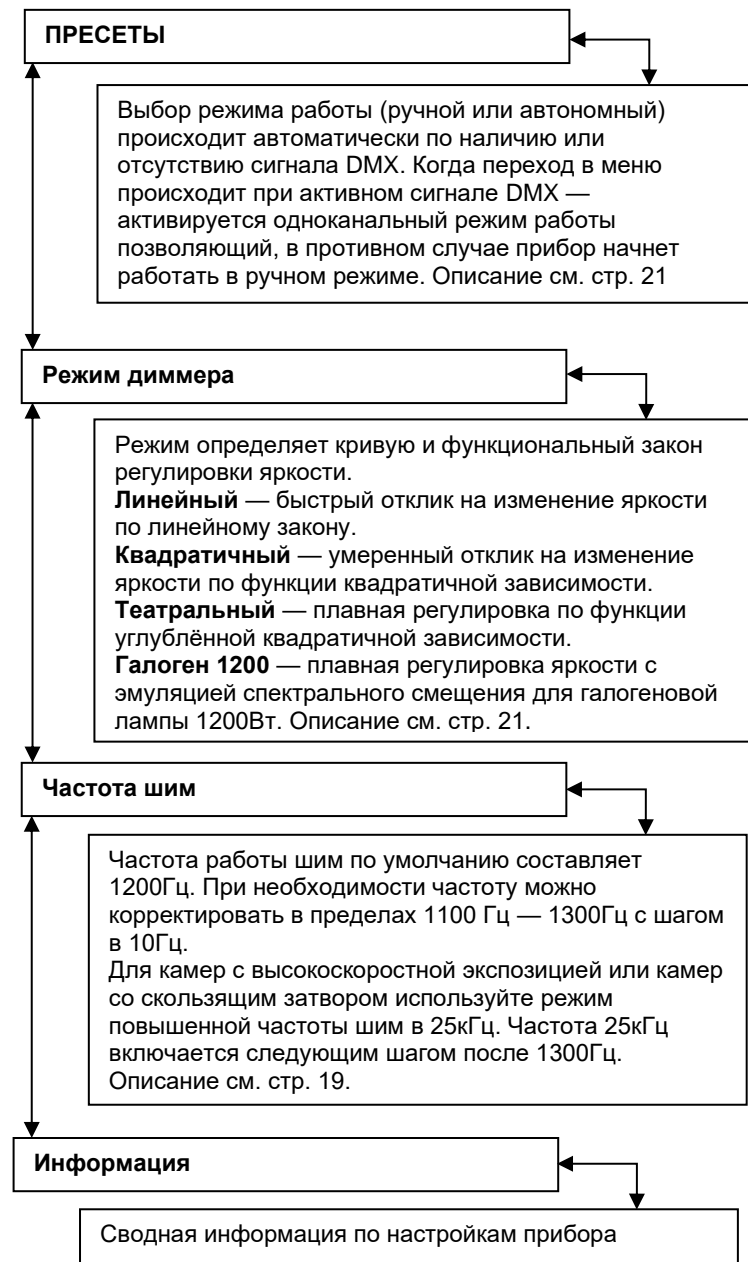 ПРЕСЕТЫ
Выбор режима работы (ручной или автономный)
происходит автоматически по наличию или
отсутствию сигнала DMX. Когда переход в меню
происходит при активном сигнале DMX —
активируется одноканальный режим работы
позволяющий, в противном случае прибор начнет
работать в ручном режиме. Описание см. стр. 21
Режим диммера
Режим определяет кривую и функциональный закон
регулировки яркости.
Линейный — быстрый отклик на изменение яркости
по линейному закону.
Квадратичный — умеренный отклик на изменение
яркости по функции квадратичной зависимости.
Театральный — плавная регулировка по функции
углублённой квадратичной зависимости.
Галоген 1200 — плавная регулировка яркости с
эмуляцией спектрального смещения для галогеновой
лампы 1200Вт. Описание см. стр. 21.
Частота шим
Частота работы шим по умолчанию составляет
1200Гц. При необходимости частоту можно
корректировать в пределах 1100 Гц — 1300Гц с шагом
в 10Гц.
Для камер с высокоскоростной экспозицией или камер
со скользящим затвором используйте режим
повышенной частоты шим в 25кГц. Частота 25кГц
включается следующим шагом после 1300Гц.
Описание см. стр. 19.
Информация
Сводная информация по настройкам прибора